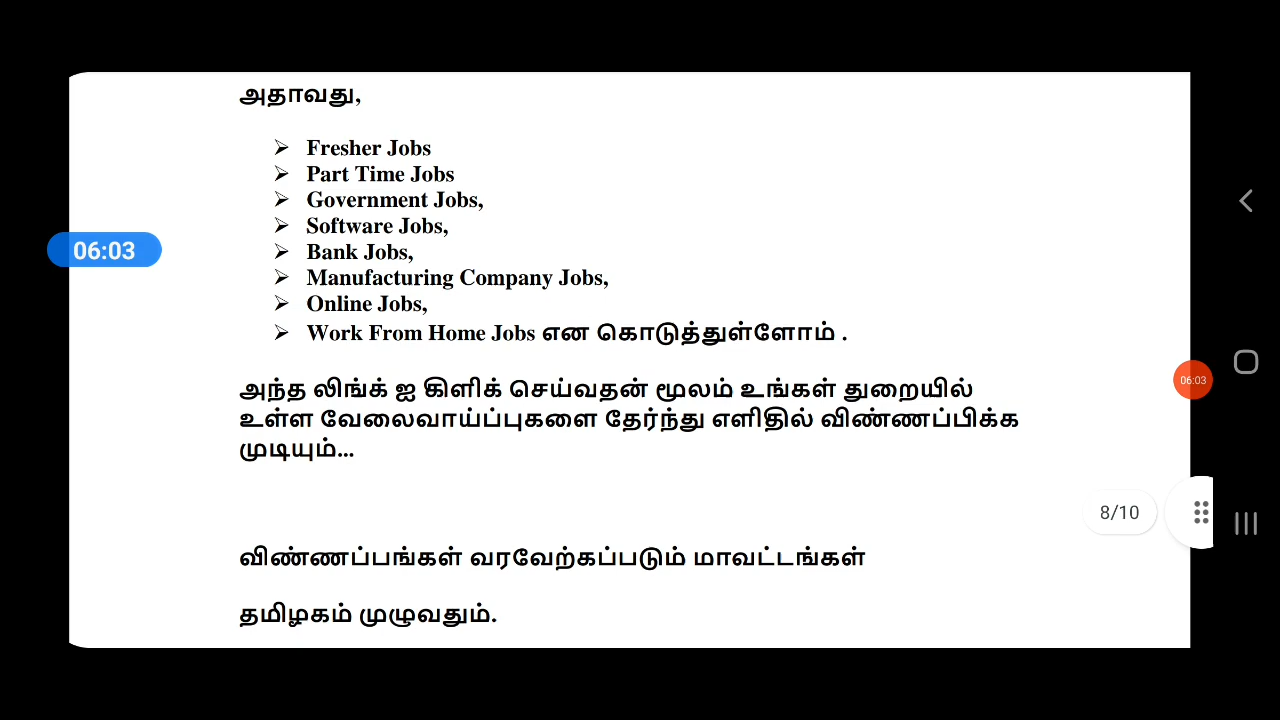 அதாவது,
Fresher Jobs
Part Time Jobs
Government Jobs,
Software Jobs,
Bank Jobs,
Manufacturing Company Jobs,
Online Jobs,
Work From Home Jobs என கொடுத்துள்ளோம் .
அந்த லிங்க் ஐ கிளிக் செய்வதன் மூலம் உங்கள் துறையில்
உள்ள வேலைவாய்ப்புகளை தேர்ந்து எளிதில் விண்ணப்பிக்க
முடியும்...
விண்ணப்பங்கள் வரவேற்கப்படும் மாவட்டங்கள்
தமிழகம் முழுவதும்.
06:03
06:03
8/10